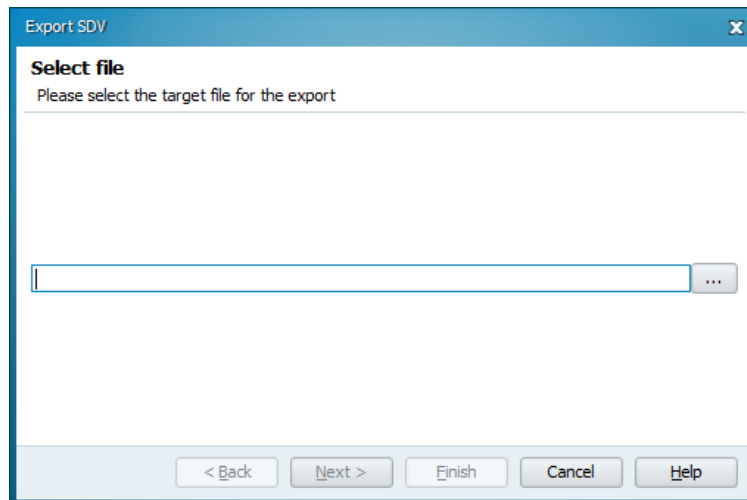 Export SDV
Select file
Please select the target file for the export
...
< Back
Next >
Finish
Cancel
Help